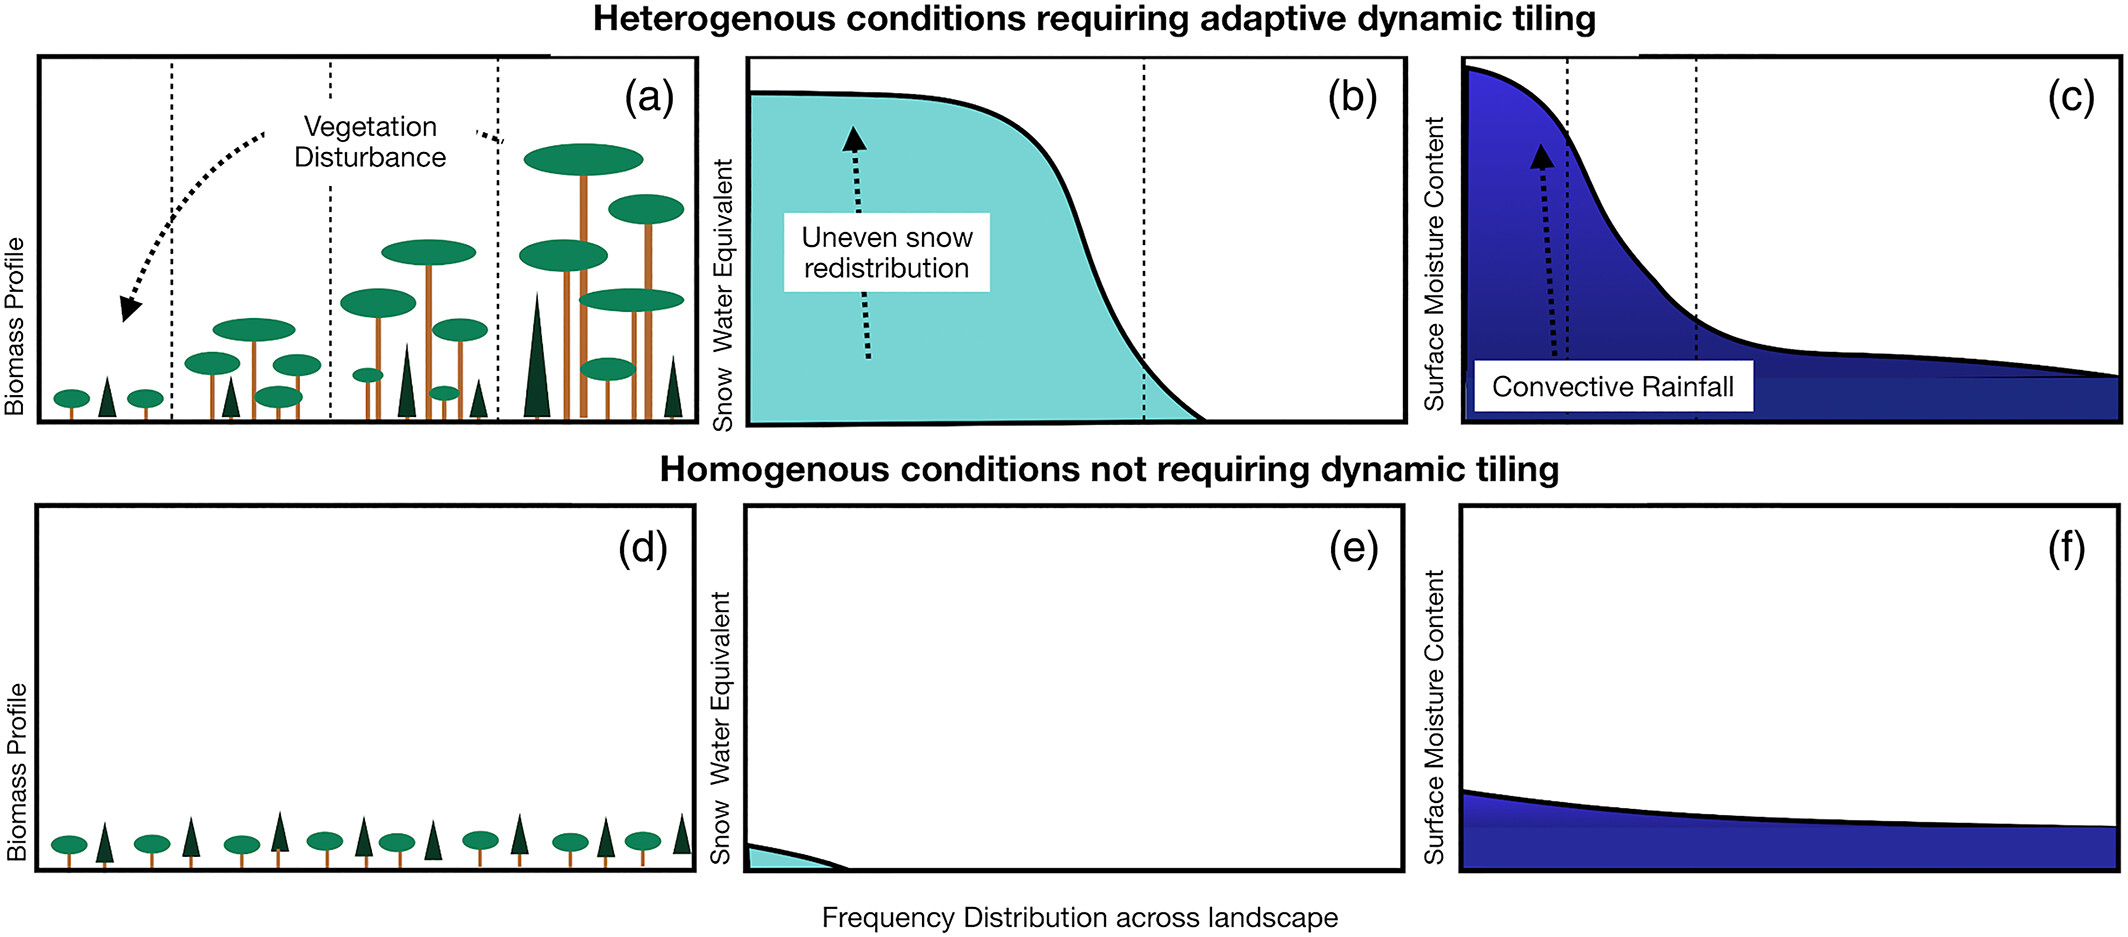 Heterogenous conditions requiring adaptive dynamic tiling
(a)
Vegetation
Disturbance
Biomass Profile
(b)
Uneven snow
redistribution
Snow Water Equivalent
(c)
Convective Rainfall
Surface Moisture Content
Homogenous conditions not requiring dynamic tiling
(d)
Biomass Profile
(e)
Snow Water Equivalent
(f)
Surface Moisture Content
Frequency Distribution across landscape